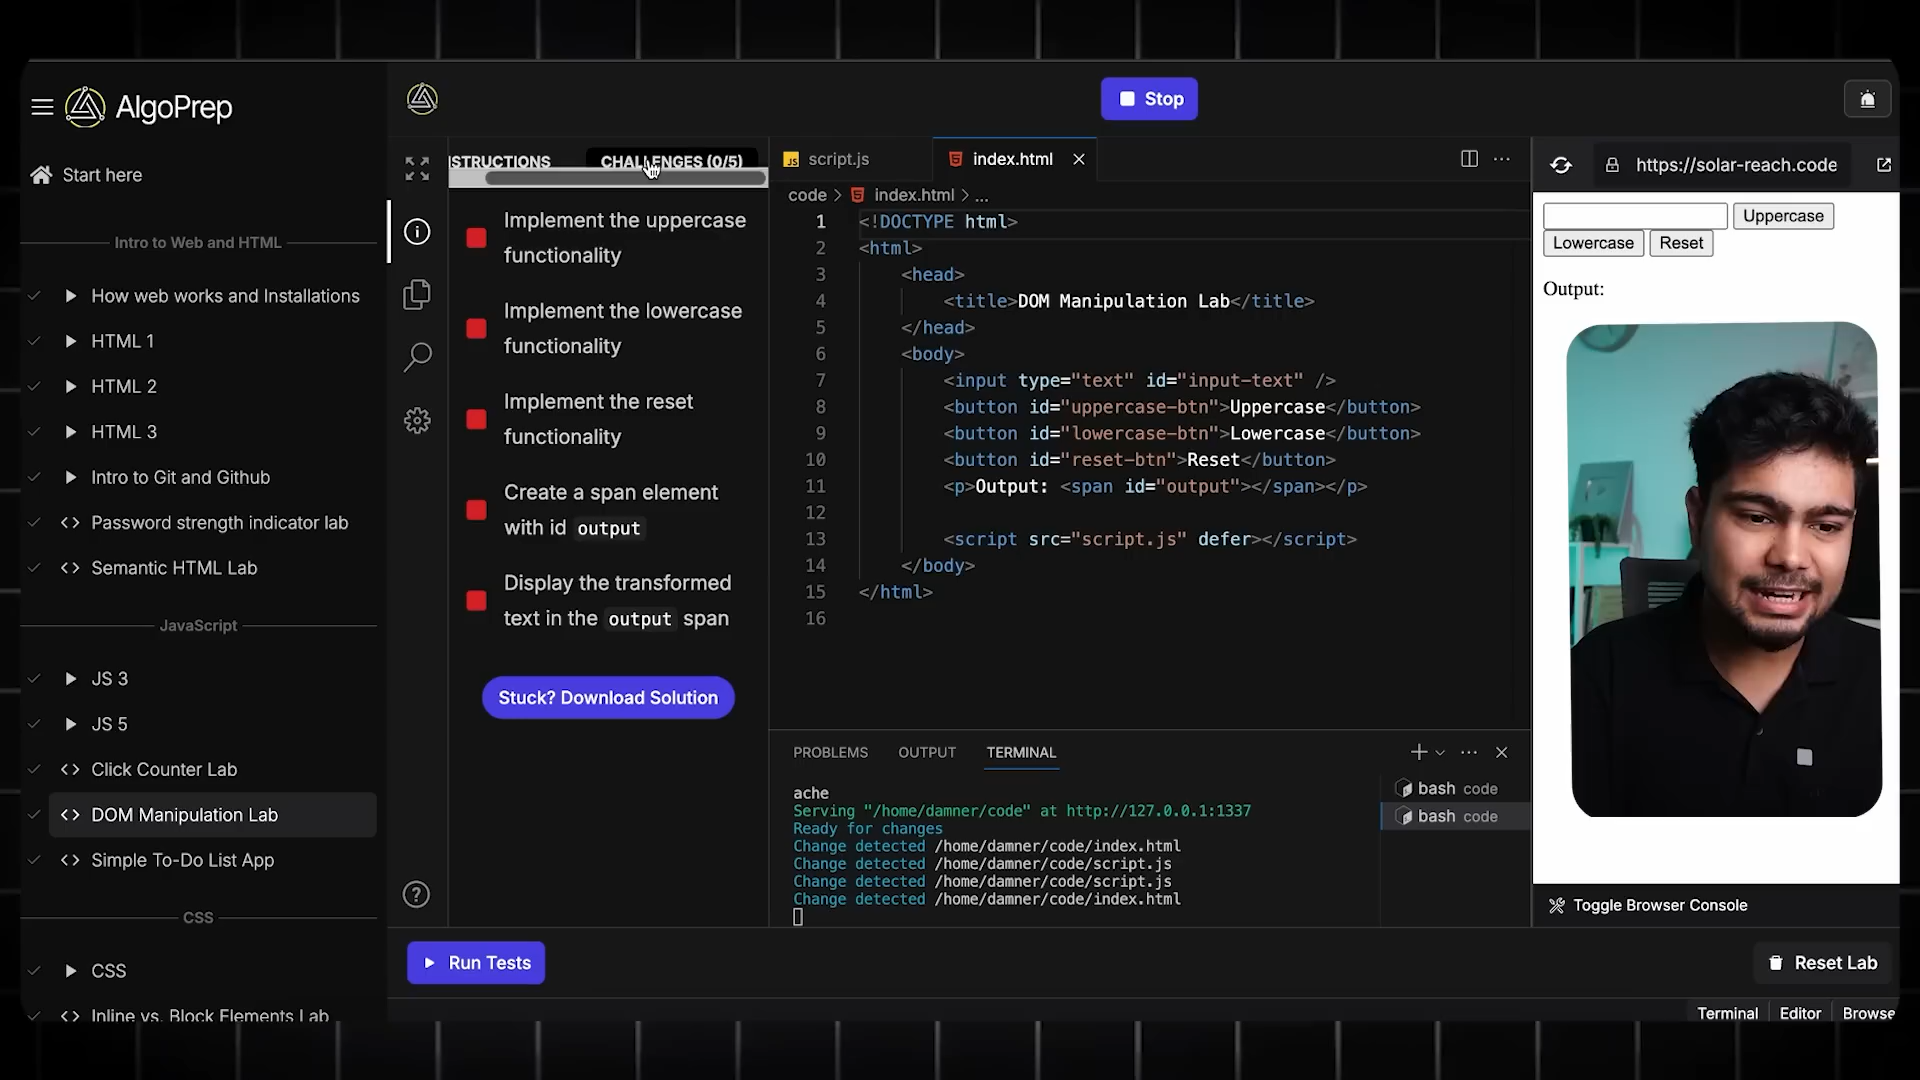 AlgoPrep
Start here
Intro to Web and HTML
How web works and Installations
HTML 1
HTML 2
HTML 3
Intro to Git and Github
Password strength indicator lab
Semantic HTML Lab
JavaScript
JS 3
JS 5
Click Counter Lab
DOM Manipulation Lab
Simple To-Do List App
CSS
CSS
Inline vs. Block Elements Lab
Stop
STRUCTIONS
CHALLENGES (0/5)
Implement the uppercase
functionality
Implement the lowercase
functionality
Implement the reset
functionality
Create a span element
with id output
Display the transformed
text in the output span
Stuck? Download Solution
JS script.js
index.html
code > index.html > ...
1 <!DOCTYPE html>
2 <html>
3 <head>
4 <title>DOM Manipulation Lab</title>
5 </head>
6 <body>
7 <input type="text" id="input-text" />
8 <button id="uppercase-btn">Uppercase</button>
9 <button id="lowercase-btn">Lowercase</button>
10 <button id="reset-btn">Reset</button>
11 <p>Output: <span id="output"></span></p>
12
13 <script src="script.js" defer></script>
14 </body>
15 </html>
16
PROBLEMS OUTPUT TERMINAL
ache
Serving "/home/damner/code" at http://127.0.0.1:1337
Ready for changes
Change detected /home/damner/code/index.html
Change detected /home/damner/code/script.js
Change detected /home/damner/code/script.js
Change detected /home/damner/code/index.html
bash code
bash code
https://solar-reach.code
Uppercase
Lowercase Reset
Output:
Toggle Browser Console
Run Tests
Reset Lab
Terminal Editor Browse